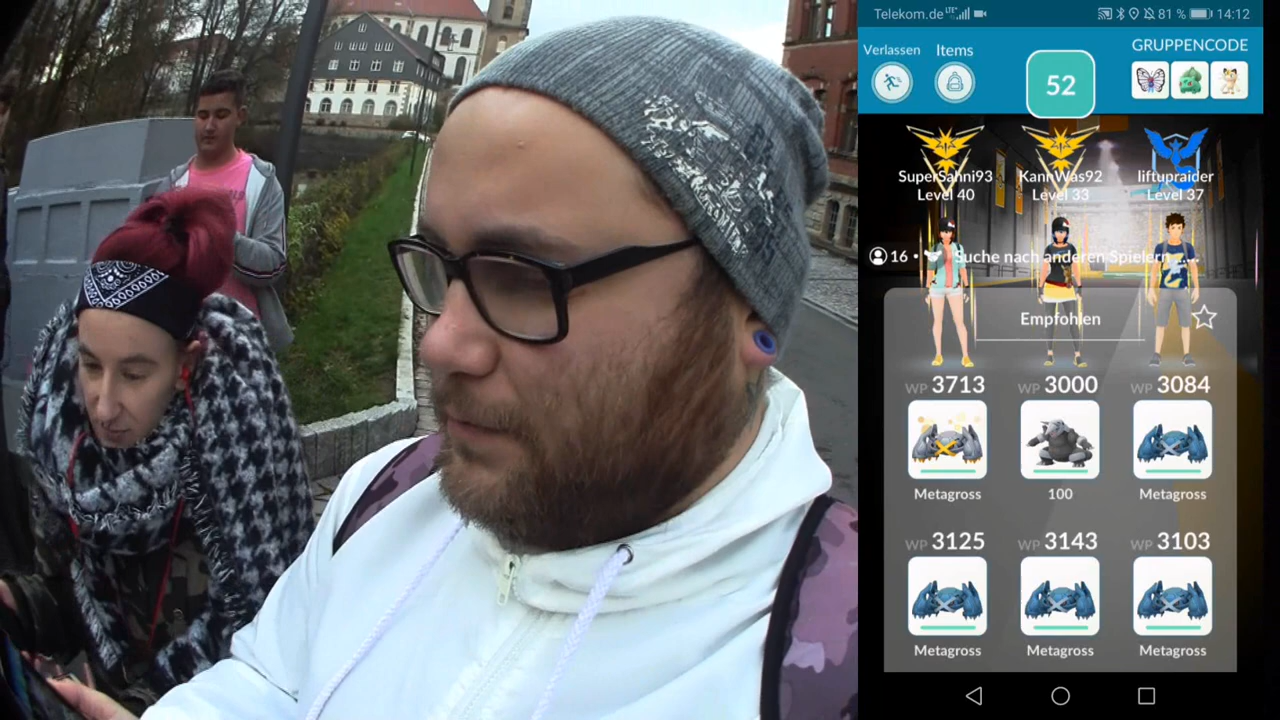 Telekom.de LTE
81 % 14:12
Verlassen
Items
52
GRUPPENCODE
SuperSahni93
Level 40
KannWas92
Level 33
liftupraider
Level 37
16 • Suche nach anderen Spielern .....
Empfohlen
WP 3713
WP 3000
WP 3084
Metagross
100
Metagross
WP 3125
WP 3143
WP 3103
Metagross
Metagross
Metagross